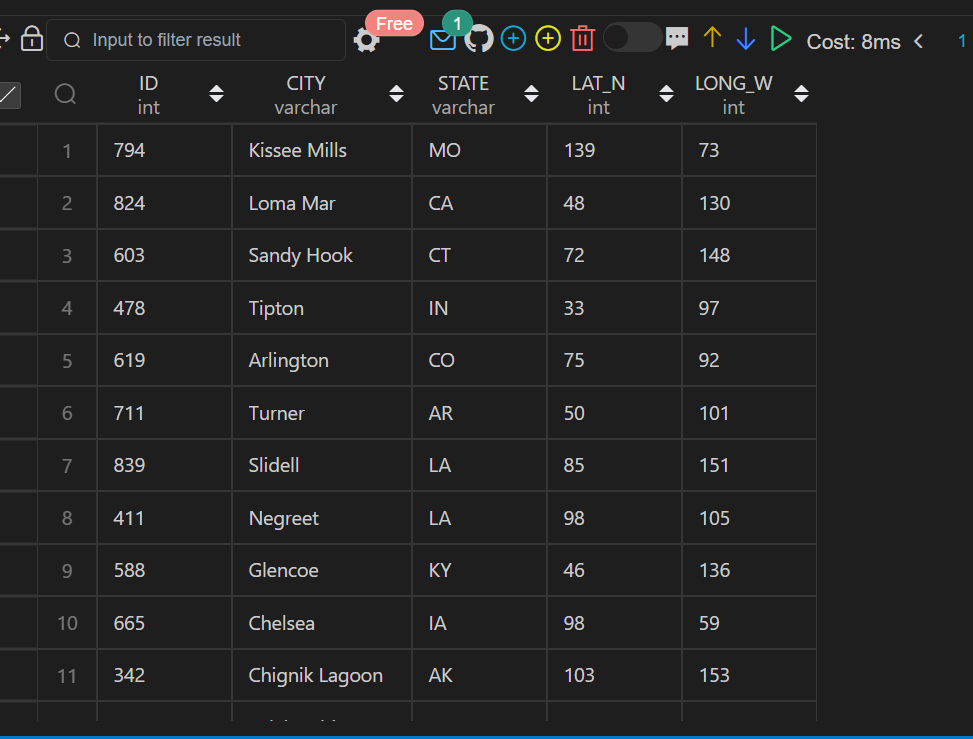 Free
1
Input to filter result
Cost: 8ms
1
ID CITY STATE LAT_N LONG_W
int varchar varchar int int
1 794 Kissee Mills MO 139 73
2 824 Loma Mar CA 48 130
3 603 Sandy Hook CT 72 148
4 478 Tipton IN 33 97
5 619 Arlington CO 75 92
6 711 Turner AR 50 101
7 839 Slidell LA 85 151
8 411 Negreet LA 98 105
9 588 Glencoe KY 46 136
10 665 Chelsea IA 98 59
11 342 Chignik Lagoon AK 103 153